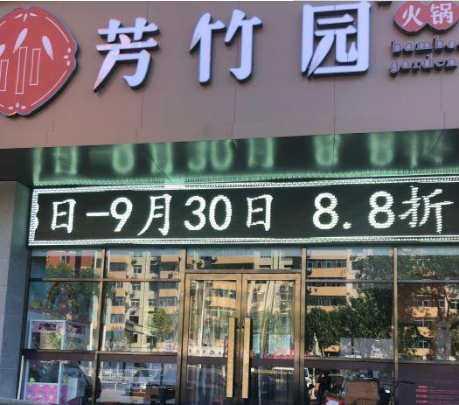 芳竹园
火锅
bamboo
garden
日-9月30日 8.8折